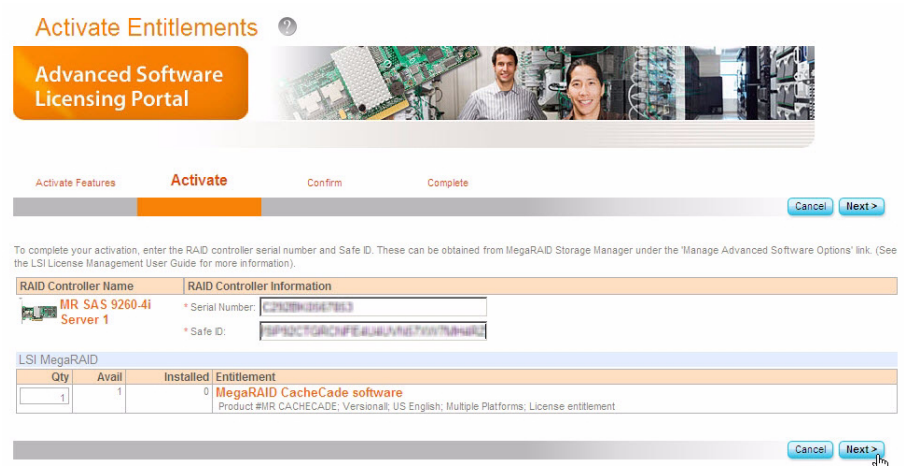 Activate Entitlements ?
Advanced Software
Licensing Portal
Activate Features Activate Confirm Complete
Cancel Next >
To complete your activation, enter the RAID controller serial number and Safe ID. These can be obtained from MegaRAID Storage Manager under the 'Manage Advanced Software Options' link. (See
the LSI License Management User Guide for more information).
RAID Controller Name RAID Controller Information
MR SAS 9260-4i
Server 1
* Serial Number:
* Safe ID:
LSI MegaRAID
Qty Avail Installed Entitlement
1 1 0 MegaRAID CacheCade software
Product #MR CACHECADE; Versionall; US English; Multiple Platforms; License entitlement
Cancel Next >